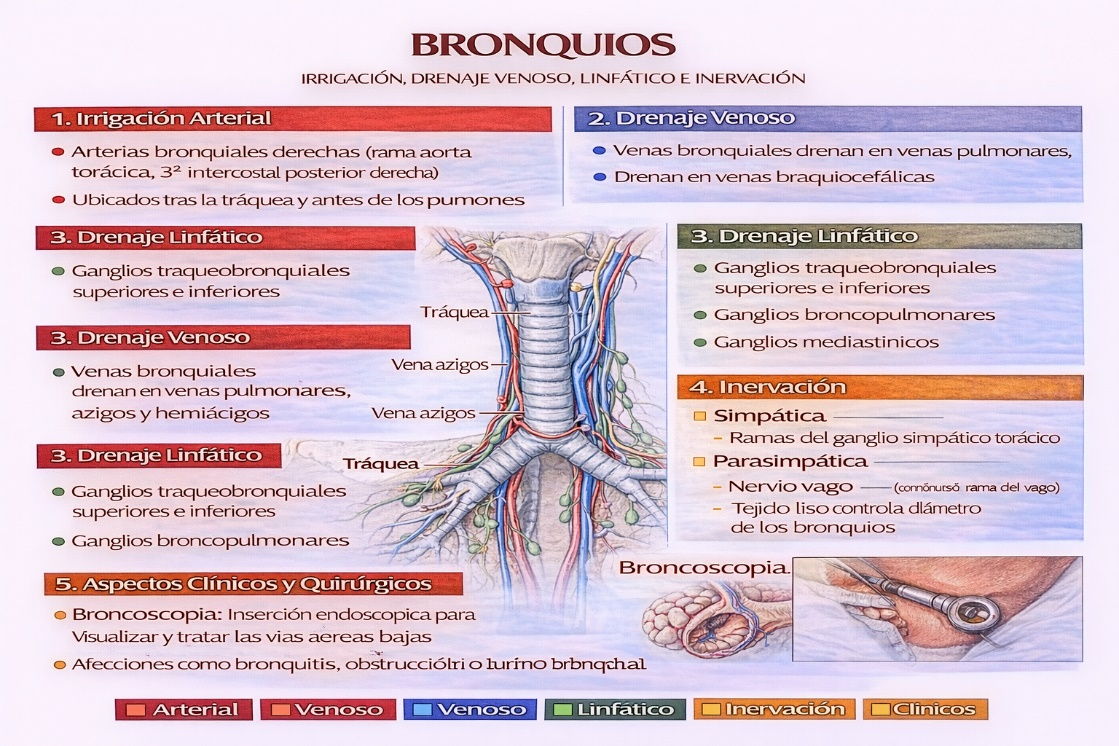 BRONQUIOS
IRRIGACIÓN, DRENAJE VENOSO, LINFÁTICO E INERVACIÓN
1. Irrigación Arterial
Arterias bronquiales derechas (rama aorta
torácica, 3ª intercostal posterior derecha)
Ubicados tras la tráquea y antes de los pumones
2. Drenaje Venoso
Venas bronquiales drenan en venas pulmonares,
Drenan en venas braquiocefálicas
3. Drenaje Linfático
Ganglios traqueobronquiales
superiores e inferiores
3. Drenaje Venoso
Venas bronquiales
drenan en venas pulmonares,
azigos y hemiácigos
3. Drenaje Linfático
Ganglios traqueobronquiales
superiores e inferiores
Ganglios broncopulmonares
Tráquea
Vena azigos
Vena azigos
Tráquea
3. Drenaje Linfático
Ganglios traqueobronquiales
superiores e inferiores
Ganglios broncopulmonares
Ganglios mediastinicos
4. Inervación
Simpática
- Ramas del ganglio simpático torácico
Parasimpática
- Nervio vago rama del vago)
- Tejido liso controla dlámetro
de los bronquios
5. Aspectos Clínicos y Quirúrgicos
Broncoscopia: Inserción endoscopica para
Visualizar y tratar las vias aereas bajas
Afecciones como bronquitis, o
Broncoscopia.
Arterial
Venoso
Venoso
Linfático
Inervación
Clinicos